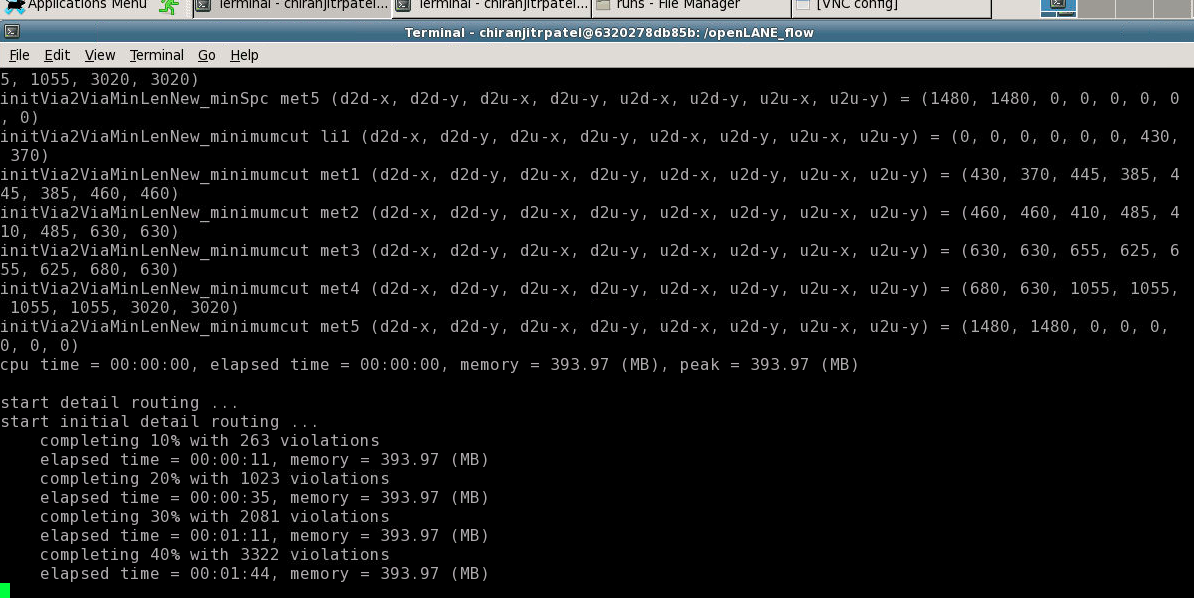 Applications Menu Terminal - chiranjitrpatel... Terminal - chiranjitrpatel... runs - File Manager [VNC config]
Terminal - chiranjitrpatel@6320278db85b: /openLANE_flow
File Edit View Terminal Go Help
5, 1055, 3020, 3020)
initVia2ViaMinLenNew_minSpc met5 (d2d-x, d2d-y, d2u-x, d2u-y, u2d-x, u2d-y, u2u-x, u2u-y) = (1480, 1480, 0, 0, 0, 0, 0
, 0)
initVia2ViaMinLenNew_minimumcut li1 (d2d-x, d2d-y, d2u-x, d2u-y, u2d-x, u2d-y, u2u-x, u2u-y) = (0, 0, 0, 0, 0, 0, 430,
370)
initVia2ViaMinLenNew_minimumcut met1 (d2d-x, d2d-y, d2u-x, d2u-y, u2d-x, u2d-y, u2u-x, u2u-y) = (430, 370, 445, 385, 4
45, 385, 460, 460)
initVia2ViaMinLenNew_minimumcut met2 (d2d-x, d2d-y, d2u-x, d2u-y, u2d-x, u2d-y, u2u-x, u2u-y) = (460, 460, 410, 485, 4
10, 485, 630, 630)
initVia2ViaMinLenNew_minimumcut met3 (d2d-x, d2d-y, d2u-x, d2u-y, u2d-x, u2d-y, u2u-x, u2u-y) = (630, 630, 655, 625, 6
55, 625, 680, 630)
initVia2ViaMinLenNew_minimumcut met4 (d2d-x, d2d-y, d2u-x, d2u-y, u2d-x, u2d-y, u2u-x, u2u-y) = (680, 630, 1055, 1055,
1055, 1055, 3020, 3020)
initVia2ViaMinLenNew_minimumcut met5 (d2d-x, d2d-y, d2u-x, d2u-y, u2d-x, u2d-y, u2u-x, u2u-y) = (1480, 1480, 0, 0, 0,
0, 0, 0)
cpu time = 00:00:00, elapsed time = 00:00:00, memory = 393.97 (MB), peak = 393.97 (MB)
start detail routing ...
start initial detail routing ...
completing 10% with 263 violations
elapsed time = 00:00:11, memory = 393.97 (MB)
completing 20% with 1023 violations
elapsed time = 00:00:35, memory = 393.97 (MB)
completing 30% with 2081 violations
elapsed time = 00:01:11, memory = 393.97 (MB)
completing 40% with 3322 violations
elapsed time = 00:01:44, memory = 393.97 (MB)